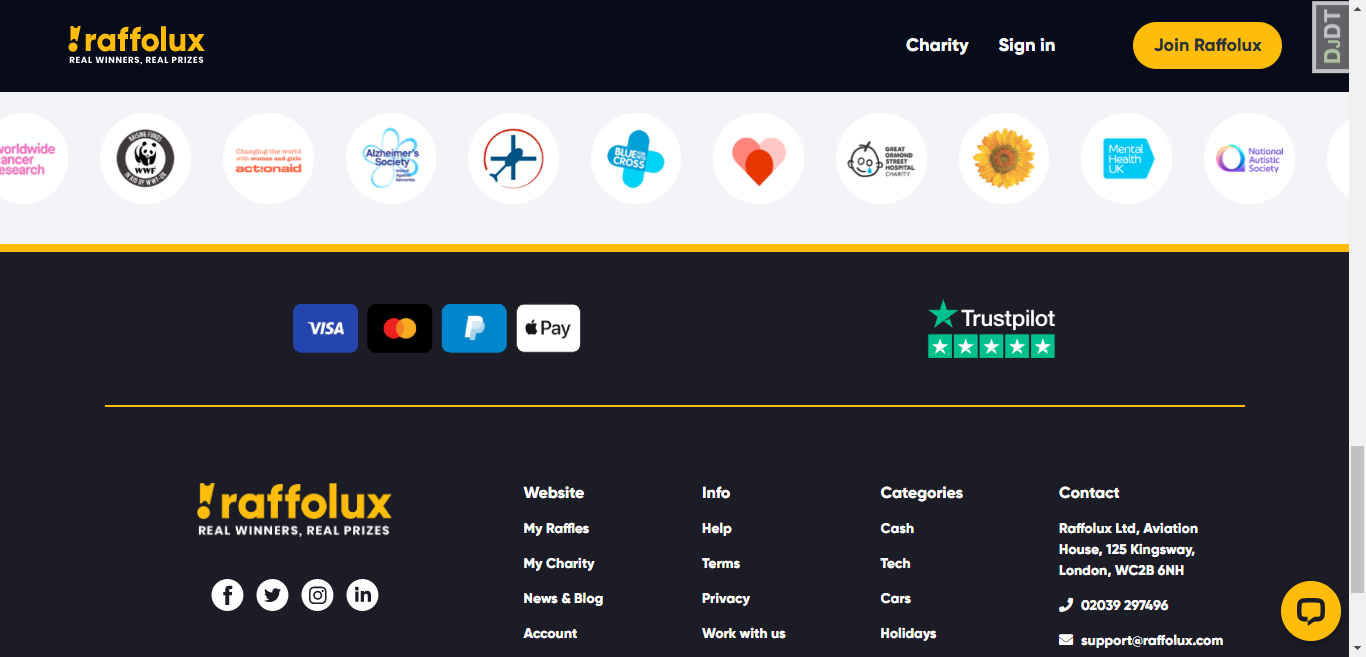 raffolux
REAL WINNERS, REAL PRIZES
Charity
Sign in
Join Raffolux
DJDT
worldwide
cancer
research
RAISING FUNDS
WWF
IN AID OF WWF-UK
Changing the world
with women and girls
act!onaid
Alzheimer's
Society
United
Against
Dementia
BLUE
CROSS
GREAT
ORMOND
STREET
HOSPITAL
CHARITY
Mental
Health
UK
National
Autistic
Society
VISA
Pay
Trustpilot
raffolux
REAL WINNERS, REAL PRIZES
Website
My Raffles
My Charity
News & Blog
Account
Info
Help
Terms
Privacy
Work with us
Categories
Cash
Tech
Cars
Holidays
Contact
Raffolux Ltd, Aviation
House, 125 Kingsway,
London, WC2B 6NH
02039 297496
support@raffolux.com